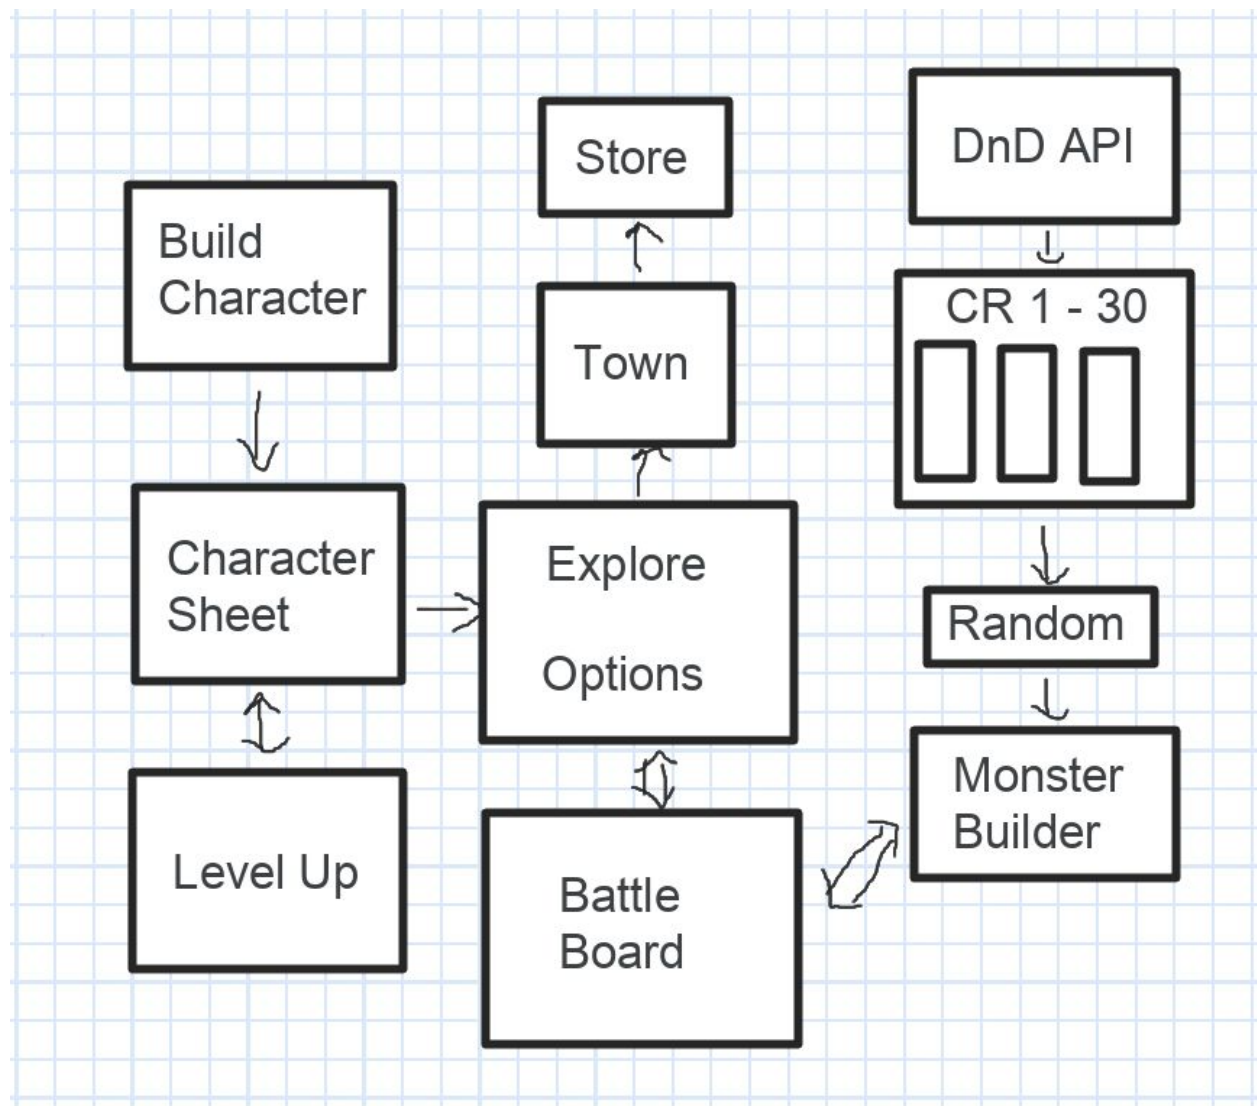 Build
Character
Character
Sheet
Level Up
Store
Town
Explore
Options
Battle
Board
DnD API
CR 1 - 30
Random
Monster
Builder